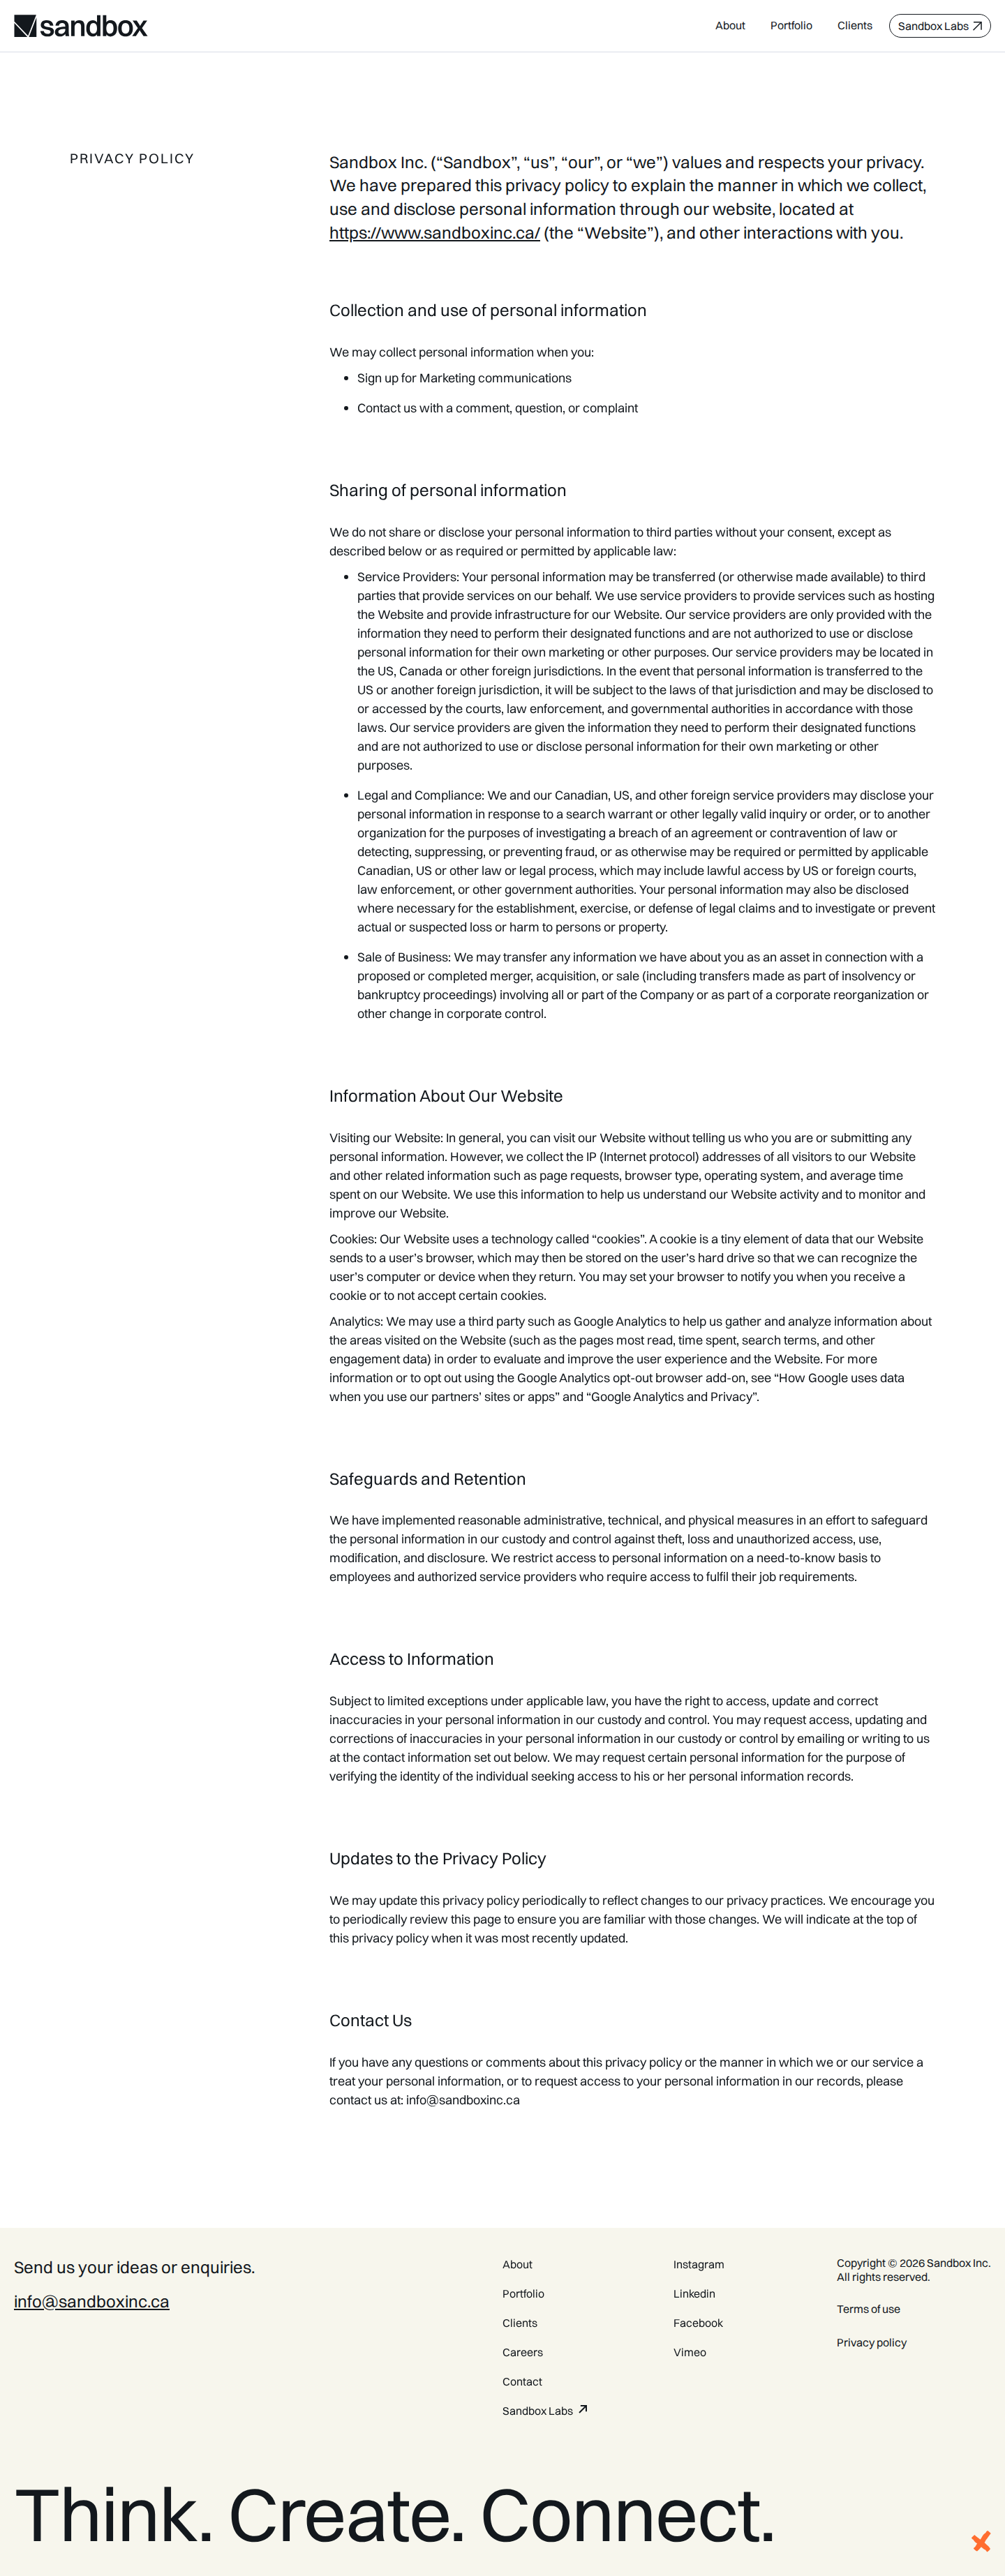 sandbox
About
Portfolio
Clients
Sandbox Labs
PRIVACY POLICY
Sandbox Inc. (“Sandbox”, “us”, “our”, or “we”) values and respects your privacy.
We have prepared this privacy policy to explain the manner in which we collect,
use and disclose personal information through our website, located at
https://www.sandboxinc.ca/ (the “Website”), and other interactions with you.
Collection and use of personal information
We may collect personal information when you:
• Sign up for Marketing communications
• Contact us with a comment, question, or complaint
Sharing of personal information
We do not share or disclose your personal information to third parties without your consent, except as
described below or as required or permitted by applicable law:
• Service Providers: Your personal information may be transferred (or otherwise made available) to third
parties that provide services on our behalf. We use service providers to provide services such as hosting
the Website and provide infrastructure for our Website. Our service providers are only provided with the
information they need to perform their designated functions and are not authorized to use or disclose
personal information for their own marketing or other purposes. Our service providers may be located in
the US, Canada or other foreign jurisdictions. In the event that personal information is transferred to the
US or another foreign jurisdiction, it will be subject to the laws of that jurisdiction and may be disclosed to
or accessed by the courts, law enforcement, and governmental authorities in accordance with those
laws. Our service providers are given the information they need to perform their designated functions
and are not authorized to use or disclose personal information for their own marketing or other
purposes.
• Legal and Compliance: We and our Canadian, US, and other foreign service providers may disclose your
personal information in response to a search warrant or other legally valid inquiry or order, or to another
organization for the purposes of investigating a breach of an agreement or contravention of law or
detecting, suppressing, or preventing fraud, or as otherwise may be required or permitted by applicable
Canadian, US or other law or legal process, which may include lawful access by US or foreign courts,
law enforcement, or other government authorities. Your personal information may also be disclosed
where necessary for the establishment, exercise, or defense of legal claims and to investigate or prevent
actual or suspected loss or harm to persons or property.
• Sale of Business: We may transfer any information we have about you as an asset in connection with a
proposed or completed merger, acquisition, or sale (including transfers made as part of insolvency or
bankruptcy proceedings) involving all or part of the Company or as part of a corporate reorganization or
other change in corporate control.
Information About Our Website
Visiting our Website: In general, you can visit our Website without telling us who you are or submitting any
personal information. However, we collect the IP (Internet protocol) addresses of all visitors to our Website
and other related information such as page requests, browser type, operating system, and average time
spent on our Website. We use this information to help us understand our Website activity and to monitor and
improve our Website.
Cookies: Our Website uses a technology called “cookies”. A cookie is a tiny element of data that our Website
sends to a user’s browser, which may then be stored on the user’s hard drive so that we can recognize the
user’s computer or device when they return. You may set your browser to notify you when you receive a
cookie or to not accept certain cookies.
Analytics: We may use a third party such as Google Analytics to help us gather and analyze information about
the areas visited on the Website (such as the pages most read, time spent, search terms, and other
engagement data) in order to evaluate and improve the user experience and the Website. For more
information or to opt out using the Google Analytics opt-out browser add-on, see “How Google uses data
when you use our partners’ sites or apps” and “Google Analytics and Privacy”.
Safeguards and Retention
We have implemented reasonable administrative, technical, and physical measures in an effort to safeguard
the personal information in our custody and control against theft, loss and unauthorized access, use,
modification, and disclosure. We restrict access to personal information on a need-to-know basis to
employees and authorized service providers who require access to fulfil their job requirements.
Access to Information
Subject to limited exceptions under applicable law, you have the right to access, update and correct
inaccuracies in your personal information in our custody and control. You may request access, updating and
corrections of inaccuracies in your personal information in our custody or control by emailing or writing to us
at the contact information set out below. We may request certain personal information for the purpose of
verifying the identity of the individual seeking access to his or her personal information records.
Updates to the Privacy Policy
We may update this privacy policy periodically to reflect changes to our privacy practices. We encourage you
to periodically review this page to ensure you are familiar with those changes. We will indicate at the top of
this privacy policy when it was most recently updated.
Contact Us
If you have any questions or comments about this privacy policy or the manner in which we or our service a
treat your personal information, or to request access to your personal information in our records, please
contact us at: info@sandboxinc.ca
Send us your ideas or enquiries.
info@sandboxinc.ca
About
Portfolio
Clients
Careers
Contact
Sandbox Labs
Instagram
Linkedin
Facebook
Vimeo
Copyright © 2026 Sandbox Inc.
All rights reserved.
Terms of use
Privacy policy
Think. Create. Connect.